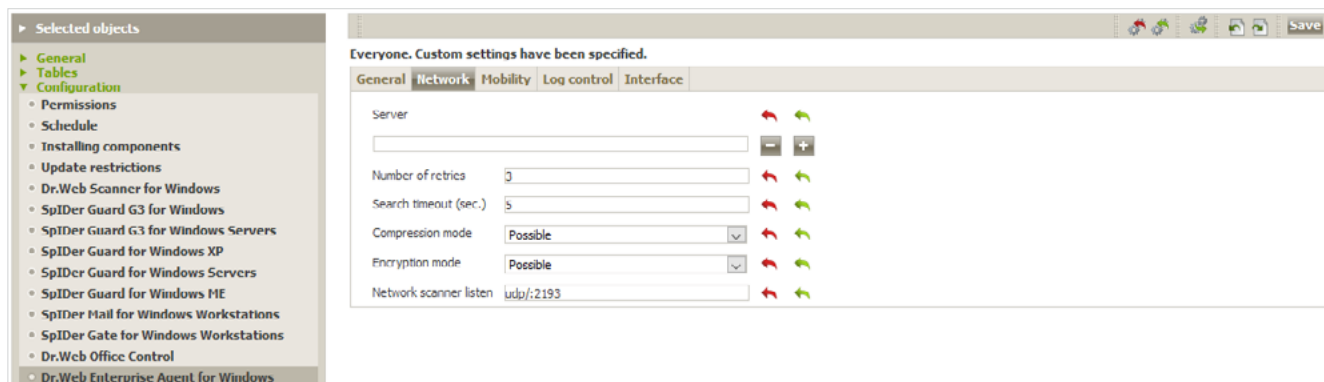 Selected objects
Save
General
Tables
Configuration
Permissions
Schedule
Installing components
Update restrictions
Dr.Web Scanner for Windows
SpIDer Guard G3 for Windows
SpIDer Guard G3 for Windows Servers
SpIDer Guard for Windows XP
SpIDer Guard for Windows Servers
SpIDer Guard for Windows ME
SpIDer Mail for Windows Workstations
SpIDer Gate for Windows Workstations
Dr.Web Office Control
Dr.Web Enterprise Agent for Windows
Everyone. Custom settings have been specified.
General Network Mobility Log control Interface
Server
Number of retries 3
Search timeout (sec.) 5
Compression mode Possible
Encryption mode Possible
Network scanner listen udp/:2193